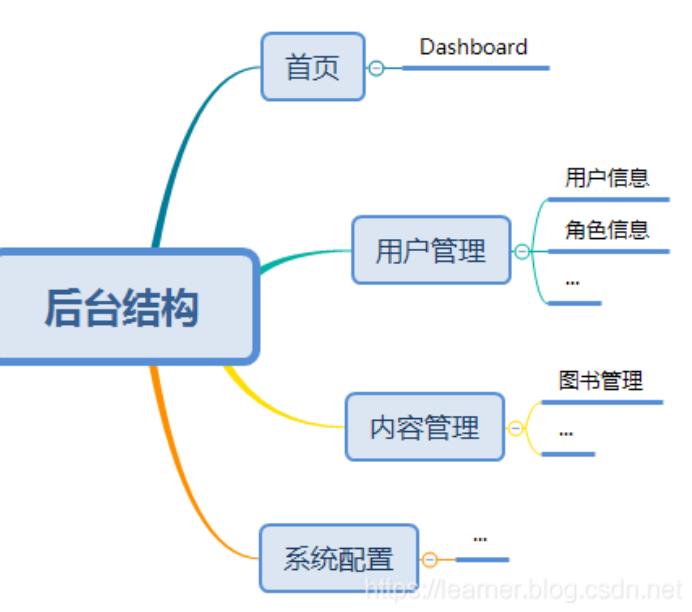 Dashboard
首页
用户信息
用户管理
角色信息
...
后台结构
图书管理
内容管理
...
系统配置
...
https://learner.blog.csdn.net